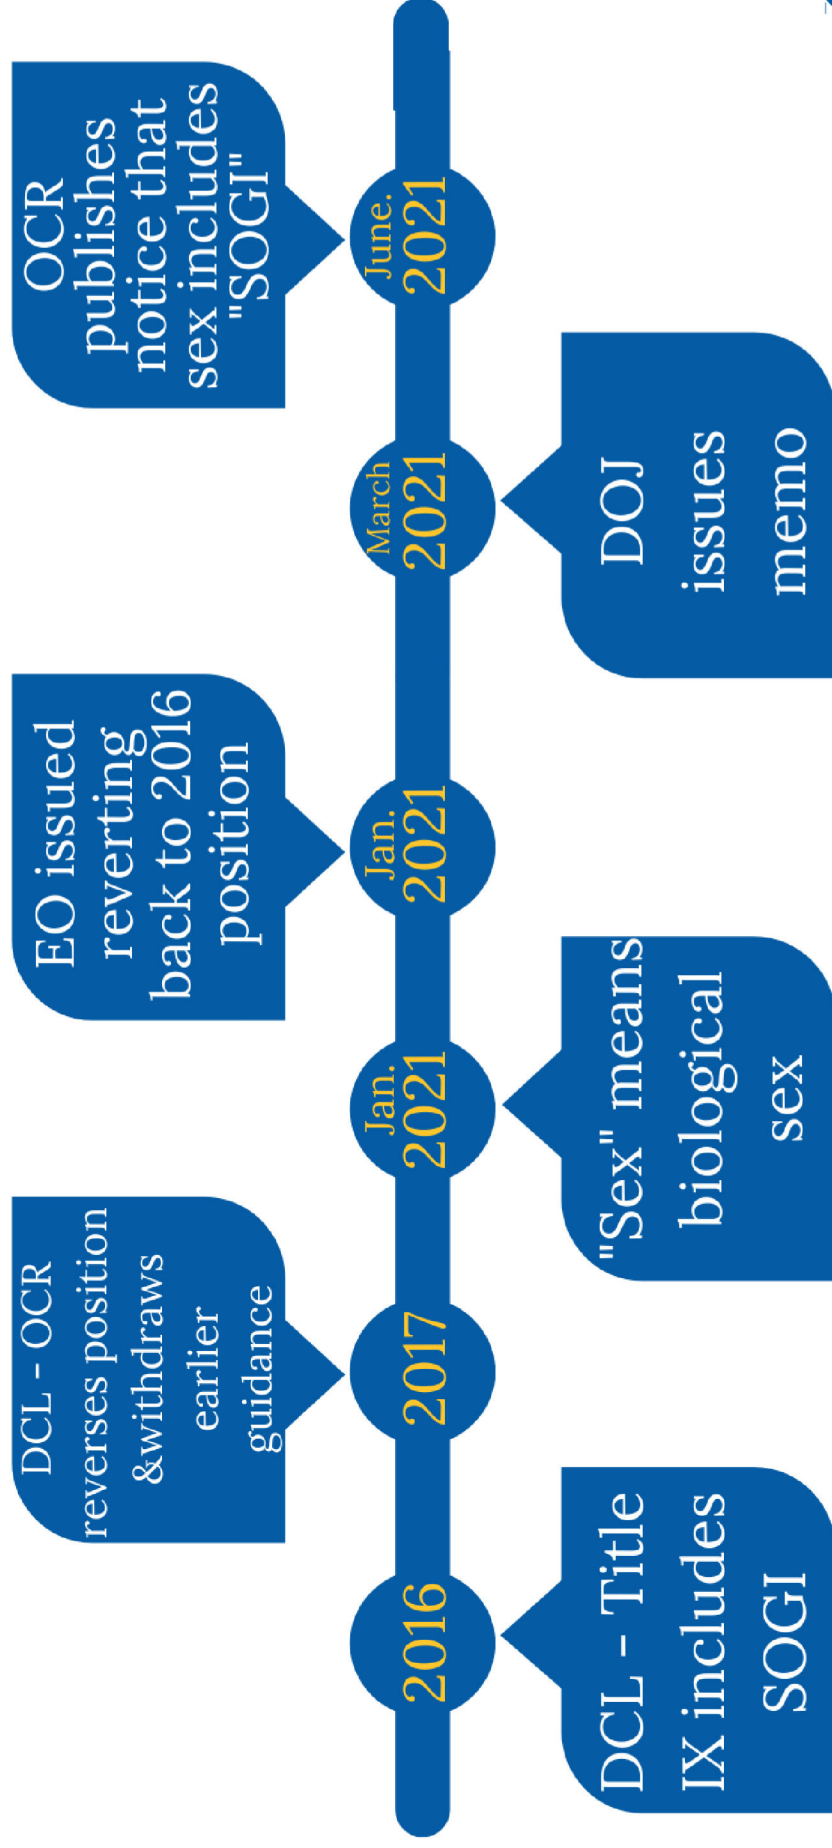 DCL - OCR
reverses position
&withdraws
earlier
guidance
EO issued
reverting
back to 2016
position
OCR
publishes
notice that
sex includes
"SOGI"
2016
2017
Jan.
2021
Jan.
2021
March
2021
June.
2021
DCL - Title
IX includes
SOGI
"Sex" means
biological
sex
DOJ
issues
memo